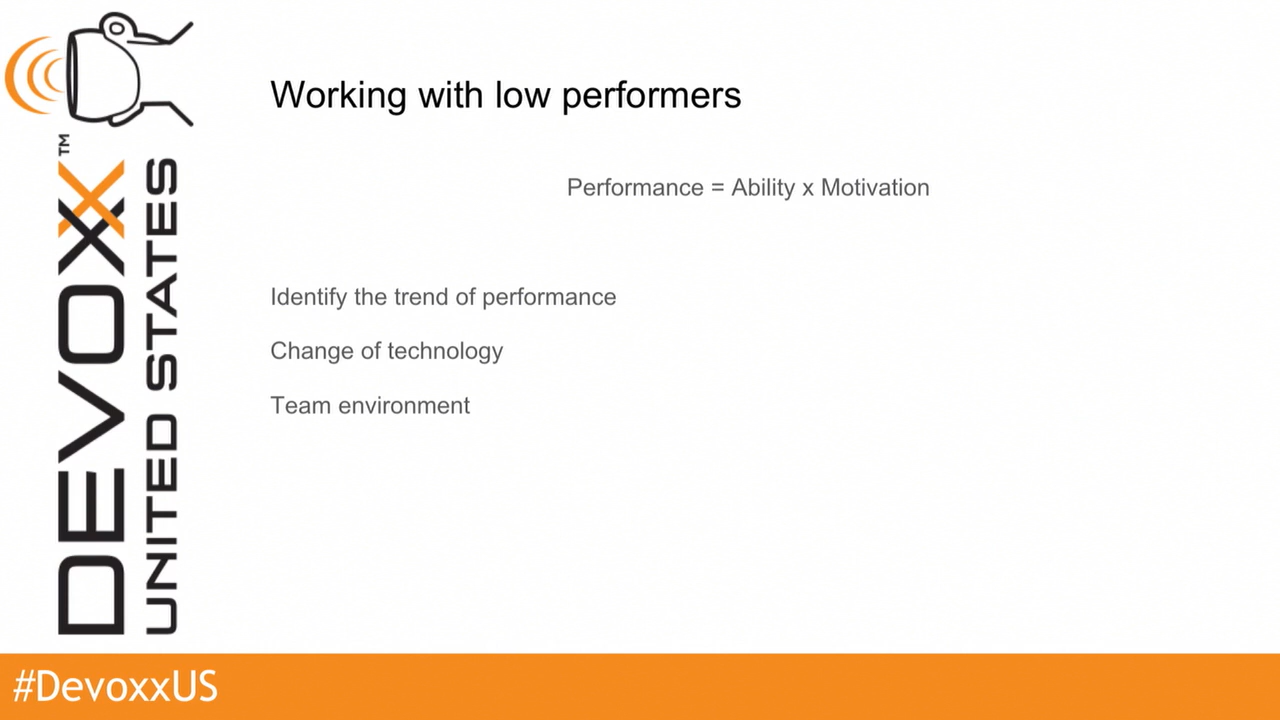 DEVOXX™
UNITED STATES
Working with low performers
Performance = Ability x Motivation
Identify the trend of performance
Change of technology
Team environment
#DevoxxUS